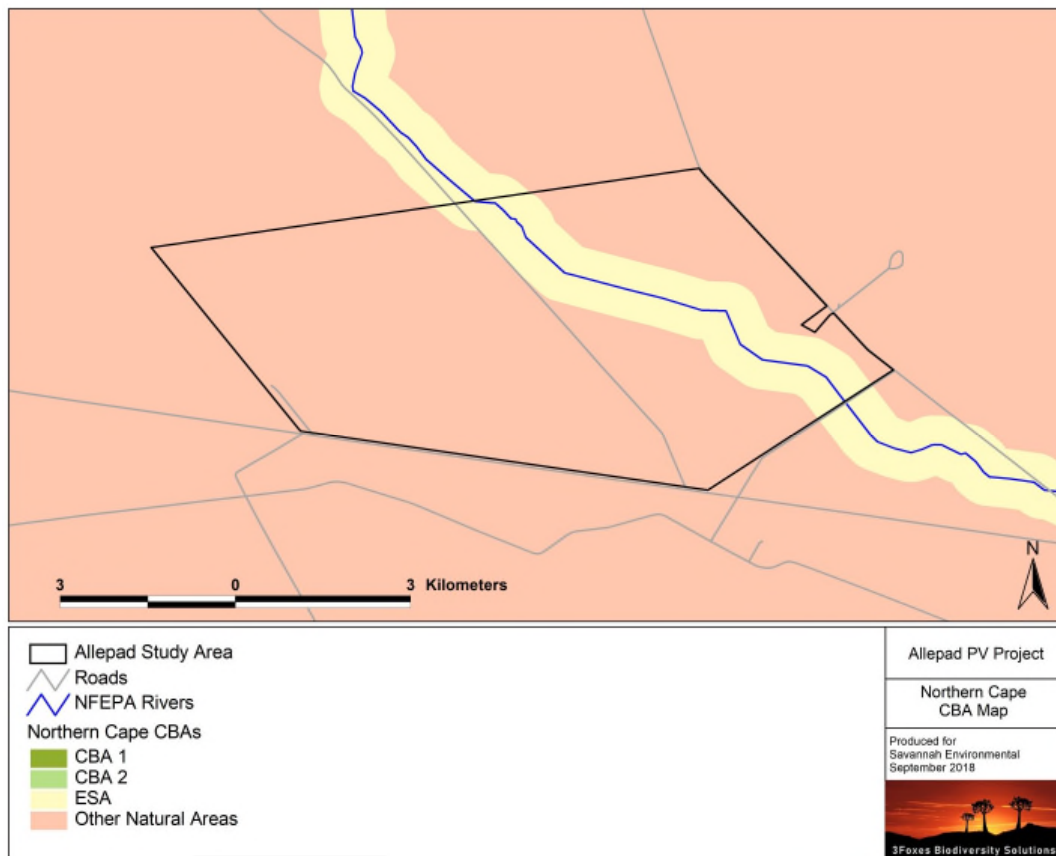 N
3 0 3 Kilometers
Allepad Study Area
Roads
NFEPA Rivers
Northern Cape CBAs
CBA 1
CBA 2
ESA
Other Natural Areas
Allepad PV Project
Northern Cape
CBA Map
Produced for
Savannah Environmental
September 2018
3Foxes Biodiversity Solutions